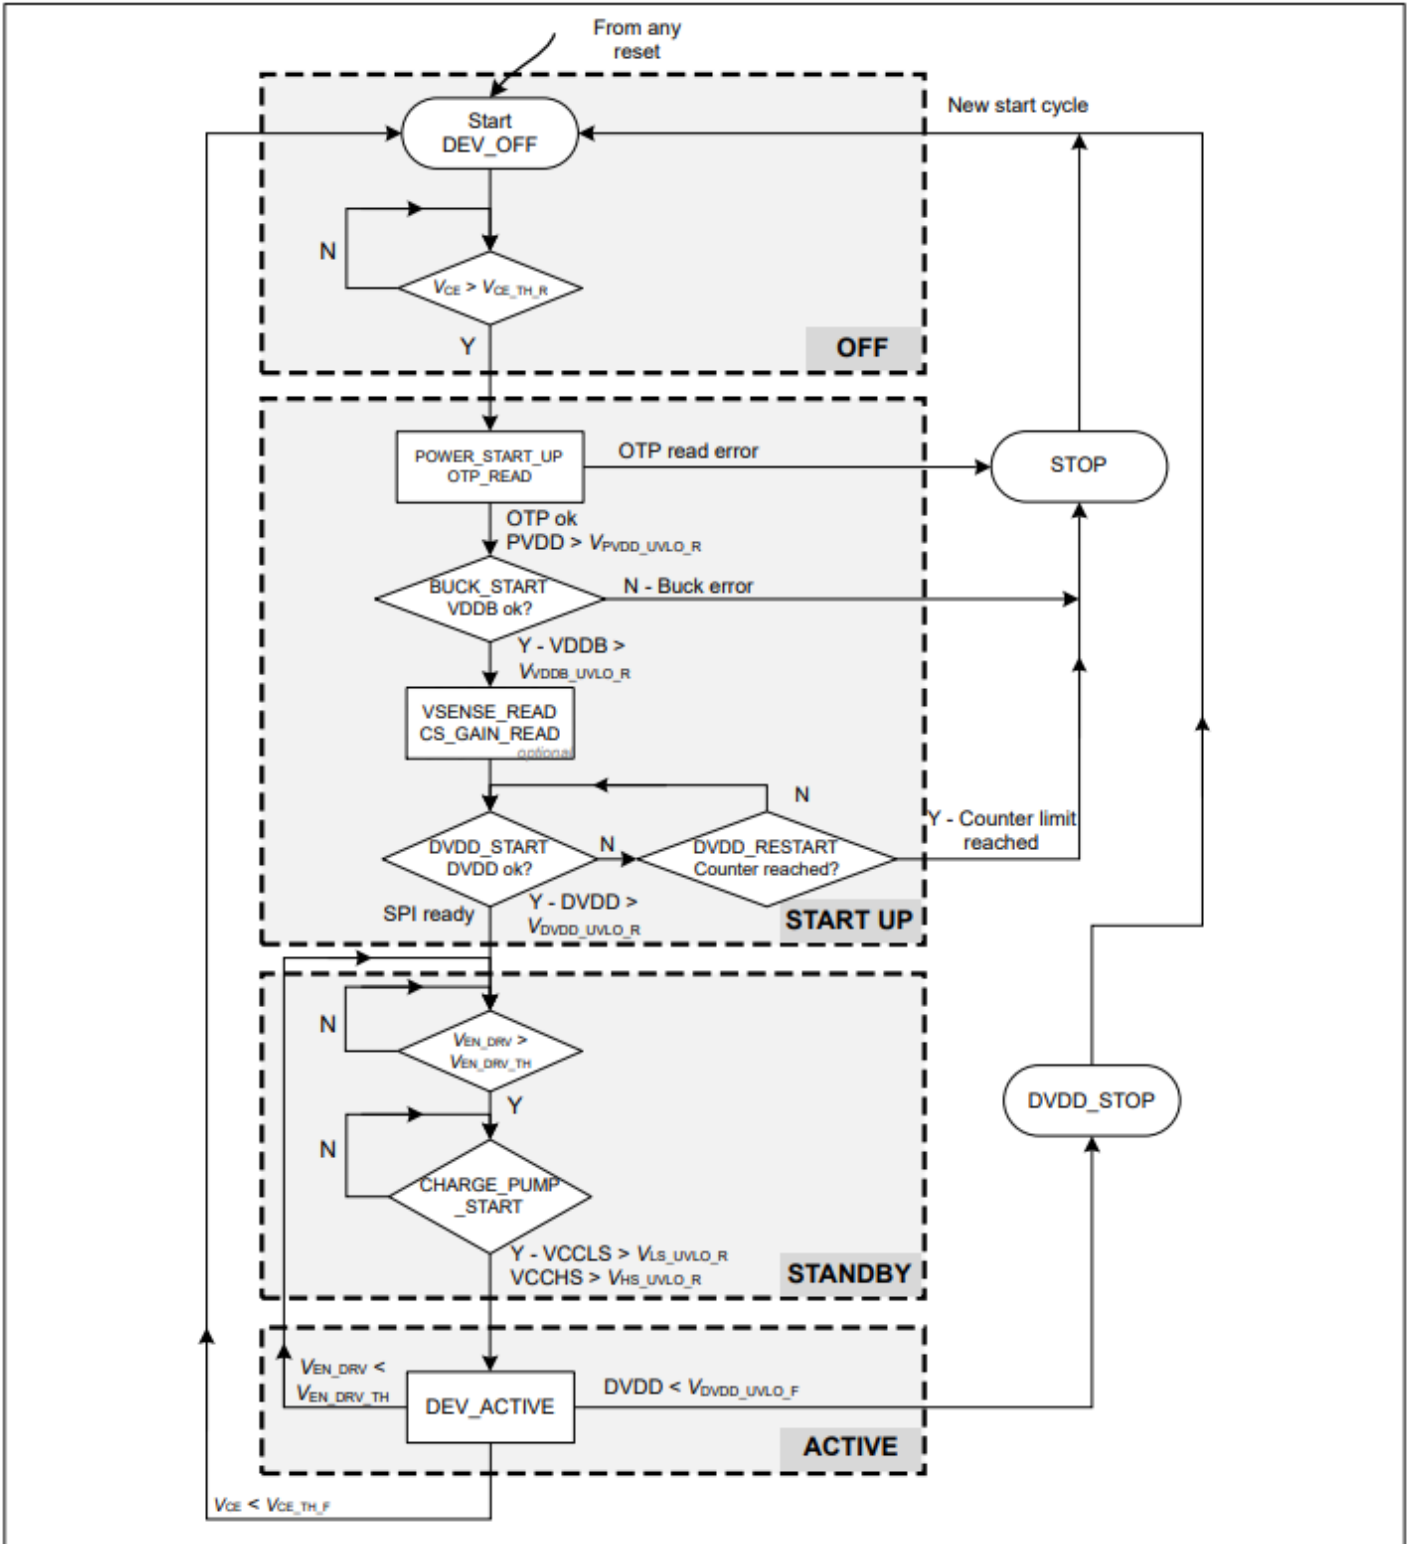 From any
reset
New start cycle
Start
DEV_OFF
N
VCE > VCE_TH_R
Y
OFF
POWER_START_UP
OTP_READ
OTP read error
STOP
OTP ok
PVDD > VPVDD_UVLO_R
BUCK_START
VDDB ok?
N - Buck error
Y - VDDB >
VVDDB_UVLO_R
VSENSE_READ
CS_GAIN_READ
optional
N
DVDD_START
DVDD ok?
N
DVDD_RESTART
Counter reached?
Y - Counter limit
reached
SPI ready
Y - DVDD >
VDVDD_UVLO_R
START UP
N
VEN_DRV >
VEN_DRV_TH
Y
DVDD_STOP
N
CHARGE_PUMP
_START
Y - VCCLS > VLS_UVLO_R
VCCHS > VHS_UVLO_R
STANDBY
VEN_DRV <
VEN_DRV_TH
DEV_ACTIVE
DVDD < VDVDD_UVLO_F
ACTIVE
VCE < VCE_TH_F